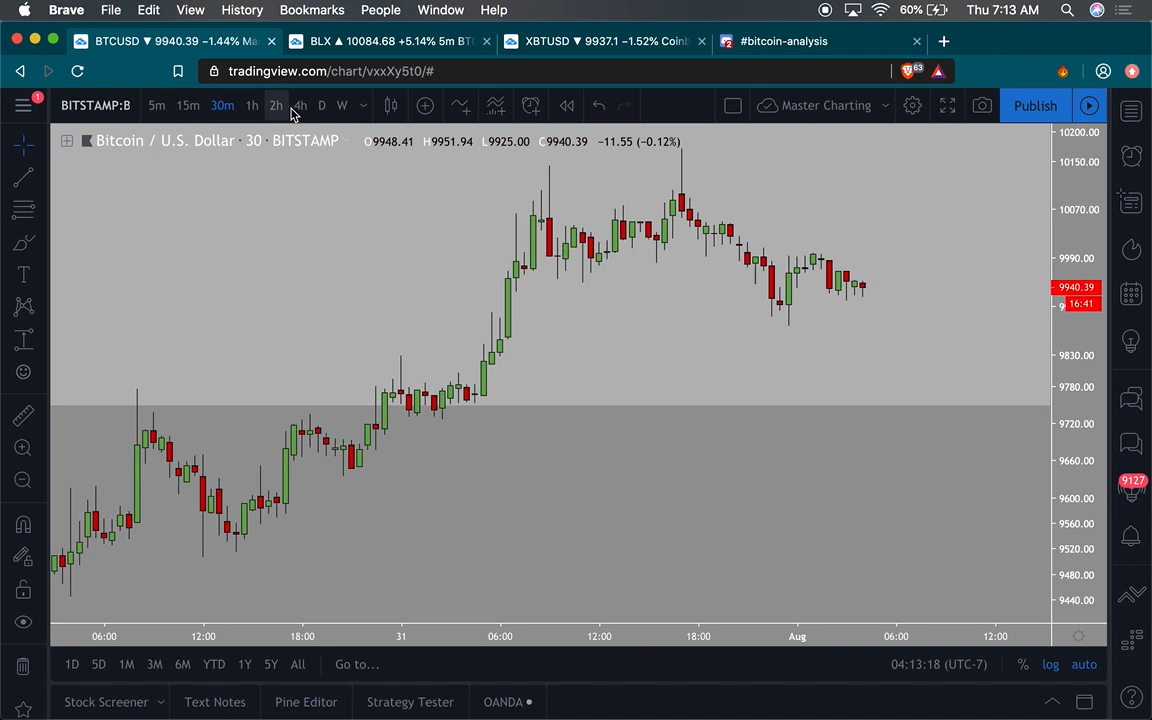 Brave File Edit View History Bookmarks People Window Help 60% Thu 7:13 AM
BTCUSD ▼ 9940.39 −1.44% Ma × BLX ▲ 10084.68 +5.14% 5m BT × XBTUSD ▼ 9937.1 −1.52% Coinb × #bitcoin-analysis × +
https://www.tradingview.com/chart/vxxXy5t0/# 63
1 BITSTAMP:B 5m 15m 30m 1h 2h 4h D W Master Charting Publish
Bitcoin / U.S. Dollar · 30 · BITSTAMP O9948.41 H9951.94 L9925.00 C9940.39 −11.55 (−0.12%)
10200.00
10150.00
10070.00
9990.00
9940.39
16:41
9830.00
9780.00
9720.00
9660.00
9600.00
9560.00
9520.00
9480.00
9440.00
9127
06:00 12:00 18:00 31 06:00 12:00 18:00 Aug 06:00 12:00
1D 5D 1M 3M 6M YTD 1Y 5Y All Go to... 04:13:18 (UTC-7) % log auto
Stock Screener Text Notes Pine Editor Strategy Tester OANDA